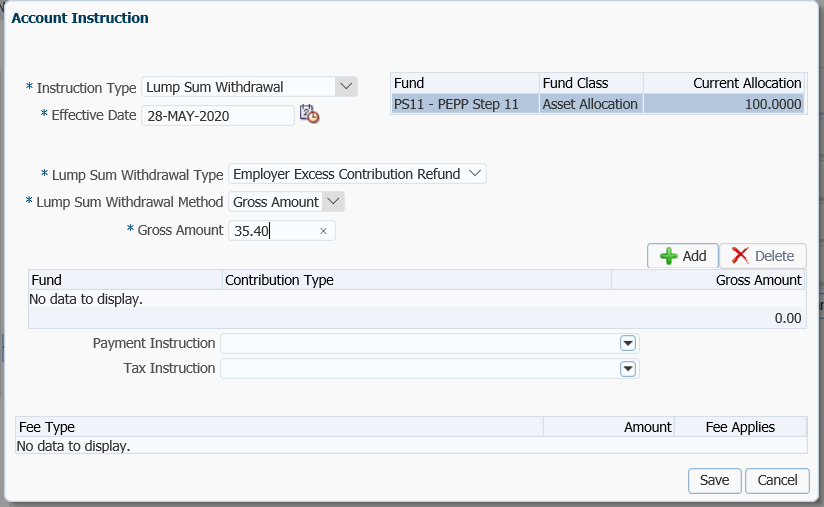 Account Instruction
* Instruction Type Lump Sum Withdrawal
* Effective Date 28-MAY-2020
Fund Fund Class Current Allocation
PS11 - PEPP Step 11 Asset Allocation 100.0000
* Lump Sum Withdrawal Type Employer Excess Contribution Refund
* Lump Sum Withdrawal Method Gross Amount
* Gross Amount 35.40 ×
Add Delete
Fund Contribution Type Gross Amount
No data to display.
0.00
Payment Instruction
Tax Instruction
Fee Type Amount Fee Applies
No data to display.
Save Cancel